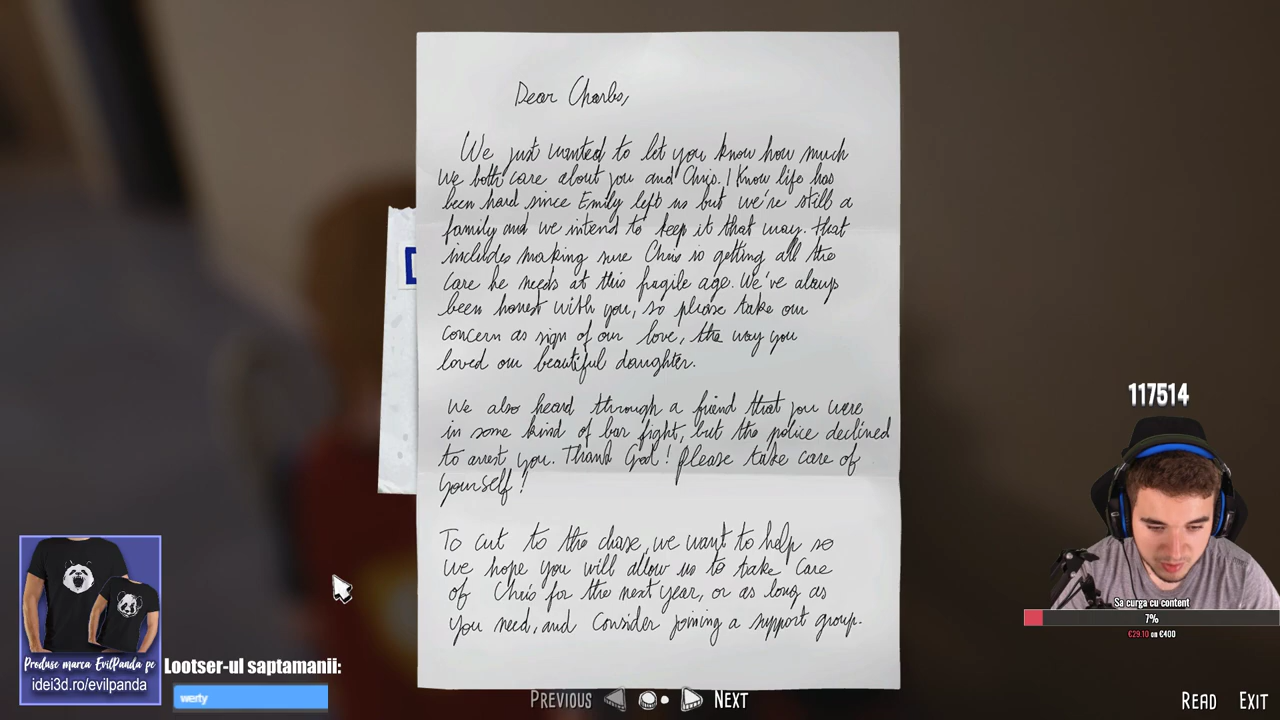 Dear Charles,
We just wanted to let you know how much
we both care about you and Chris. I Know life has
been hard since Emily left us but we're still a
family and we intend to keep it that way. That
includes making sure Chris is getting all the
care he needs at this fragile age. We've always
been honest with you, so please take our
concern as sign of our love, the way you
loved our beautiful daughter.
We also heard through a friend that you were
in some kind of bar fight, but the police declined
to arrest you. Thank God! please take care of
yourself!
To cut to the chase, we want to help so
we hope you will allow us to take Care
of Chris for the next year, or as long as
you need, and Consider joining a support group.
PREVIOUS
NEXT
READ
EXIT
117514
Sa curga cu content
7%
€29.10 on €400
Produse marca EvilPanda pe
idei3d.ro/evilpanda
Lootser-ul saptamanii:
werty